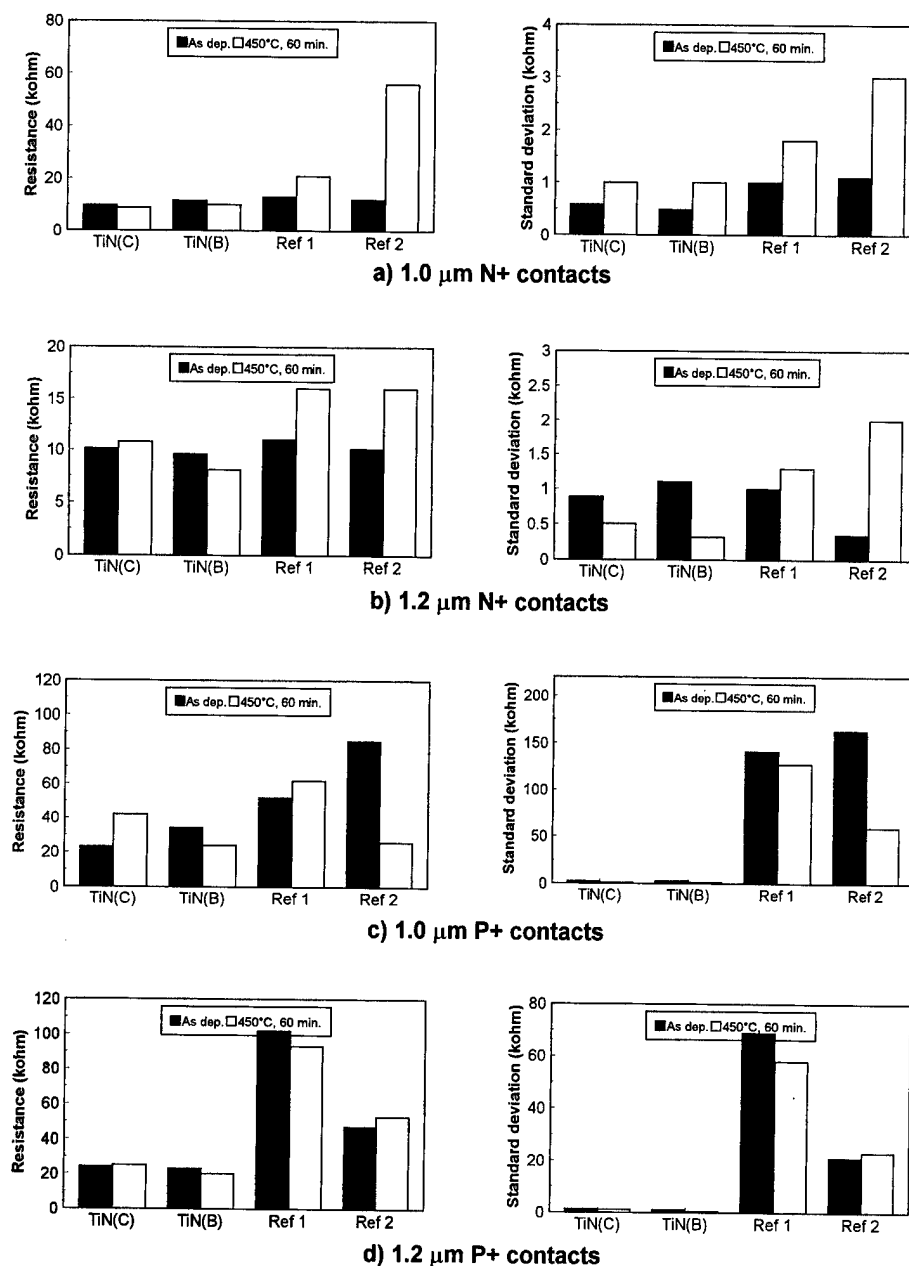 Resistance (kohm)
80
60
40
20
0
■As dep.□450°C, 60 min.
TiN(C) TiN(B) Ref 1 Ref 2
Standard deviation (kohm)
4
3
2
1
0
■As dep.□450°C, 60 min.
TiN(C) TiN(B) Ref 1 Ref 2
a) 1.0 μm N+ contacts
Resistance (kohm)
20
15
10
5
0
■As dep.□450°C, 60 min.
TiN(C) TiN(B) Ref 1 Ref 2
Standard deviation (kohm)
3
2.5
2
1.5
1
0.5
0
■As dep.□450°C, 60 min.
TiN(C) TiN(B) Ref 1 Ref 2
b) 1.2 μm N+ contacts
Resistance (kohm)
120
100
80
60
40
20
0
■As dep.□450°C, 60 min.
TiN(C) TiN(B) Ref 1 Ref 2
Standard deviation (kohm)
200
150
100
50
0
■As dep.□450°C, 60 min.
TiN(C) TiN(B) Ref 1 Ref 2
c) 1.0 μm P+ contacts
Resistance (kohm)
120
100
80
60
40
20
0
■As dep.□450°C, 60 min.
TiN(C) TiN(B) Ref 1 Ref 2
Standard deviation (kohm)
80
60
40
20
0
■As dep.□450°C, 60 min.
TiN(C) TiN(B) Ref 1 Ref 2
d) 1.2 μm P+ contacts